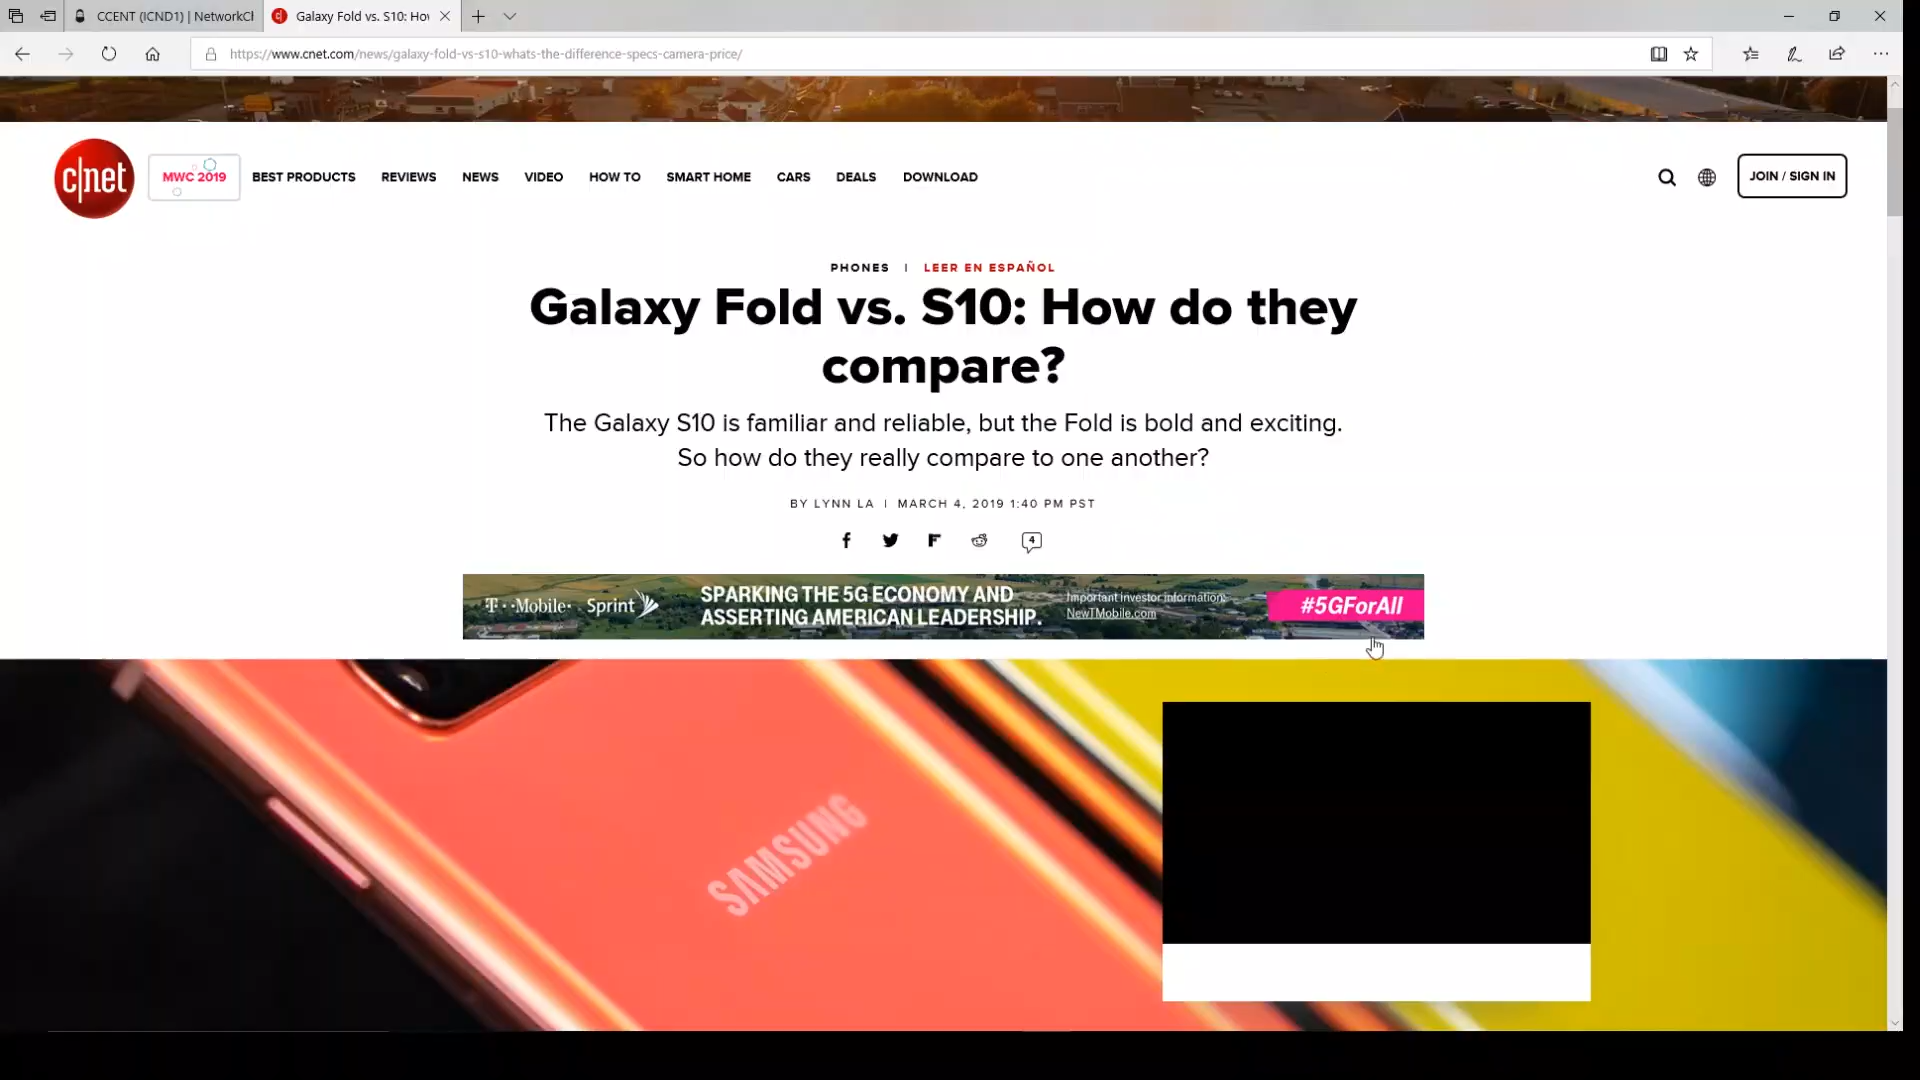 CCENT (ICND1) | NetworkCh
Galaxy Fold vs. S10: Hov
https://www.cnet.com/news/galaxy-fold-vs-s10-whats-the-difference-specs-camera-price/
c|net
MWC 2019
BEST PRODUCTS
REVIEWS
NEWS
VIDEO
HOW TO
SMART HOME
CARS
DEALS
DOWNLOAD
JOIN / SIGN IN
PHONES | LEER EN ESPAÑOL
Galaxy Fold vs. S10: How do they
compare?
The Galaxy S10 is familiar and reliable, but the Fold is bold and exciting.
So how do they really compare to one another?
BY LYNN LA | MARCH 4, 2019 1:40 PM PST
4
T··Mobile· Sprint
SPARKING THE 5G ECONOMY AND
ASSERTING AMERICAN LEADERSHIP.
Important investor information:
NewTMobile.com
#5GForAll
SAMSUNG